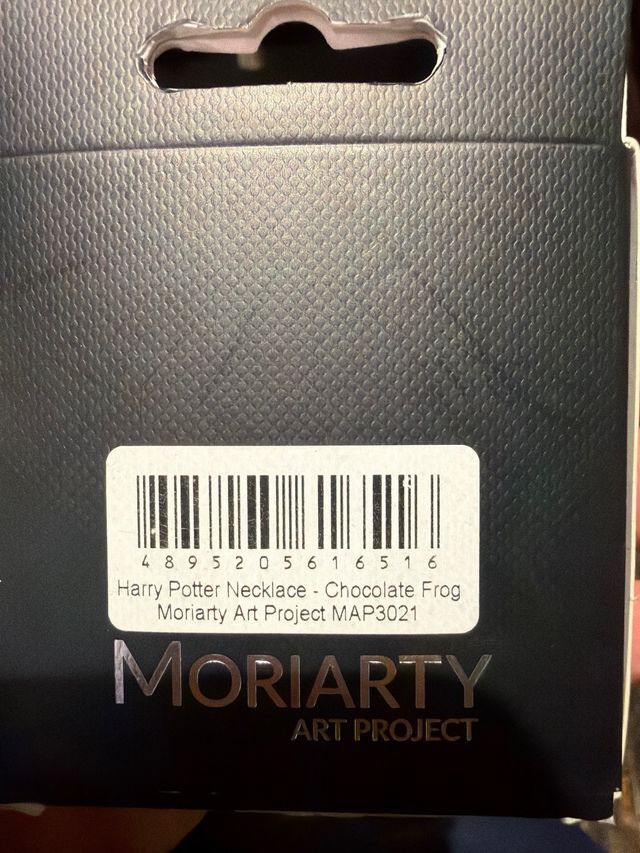 4895205616516
Harry Potter Necklace - Chocolate Frog
Moriarty Art Project MAP3021
MORIARTY
ART PROJECT